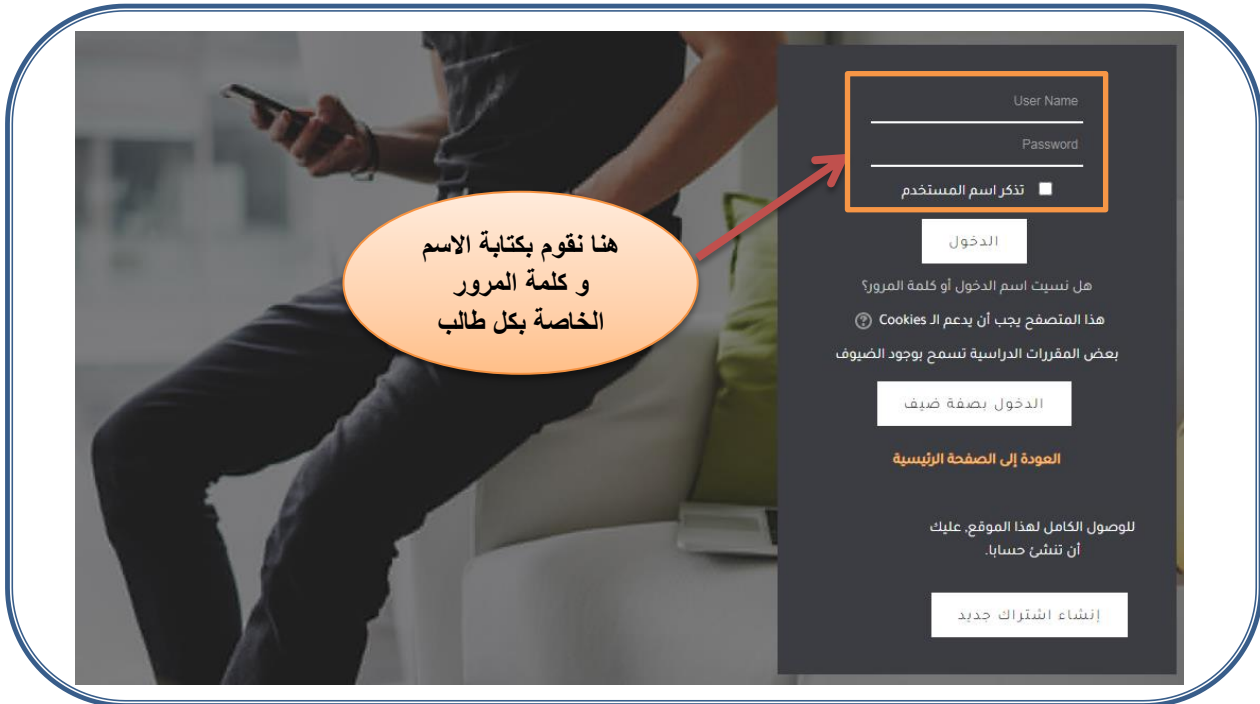 User Name
Password
تذكر اسم المستخدم
الدخول
هل نسيت اسم الدخول أو كلمة المرور؟
هذا المتصفح يجب أن يدعم الـ Cookies
بعض المقررات الدراسية تسمح بوجود الضيوف
الدخول بصفة ضيف
العودة إلى الصفحة الرئيسية
للوصول الكامل لهذا الموقع, عليك
أن تنشئ حسابا.
إنشاء اشتراك جديد
هنا نقوم بكتابة الاسم
و كلمة المرور
الخاصة بكل طالب